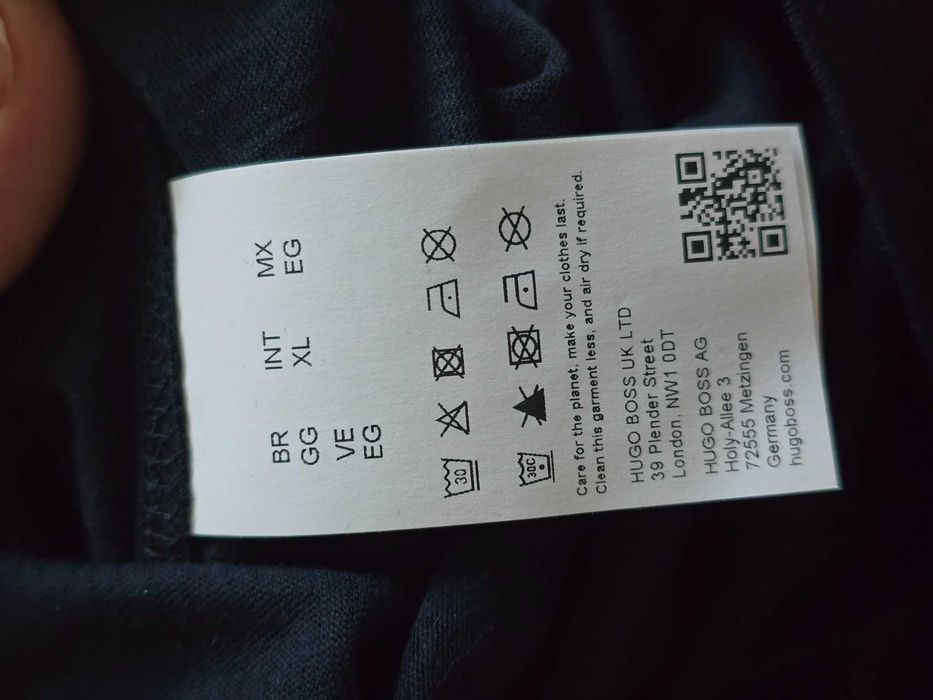 BR INT MX
GG XL EG
VE
EG
30
30C
Care for the planet, make your clothes last.
Clean this garment less, and air dry if required.
HUGO BOSS UK LTD
39 Plender Street
London, NW1 0DT
HUGO BOSS AG
Holy-Allee 3
72555 Metzingen
Germany
hugoboss.com